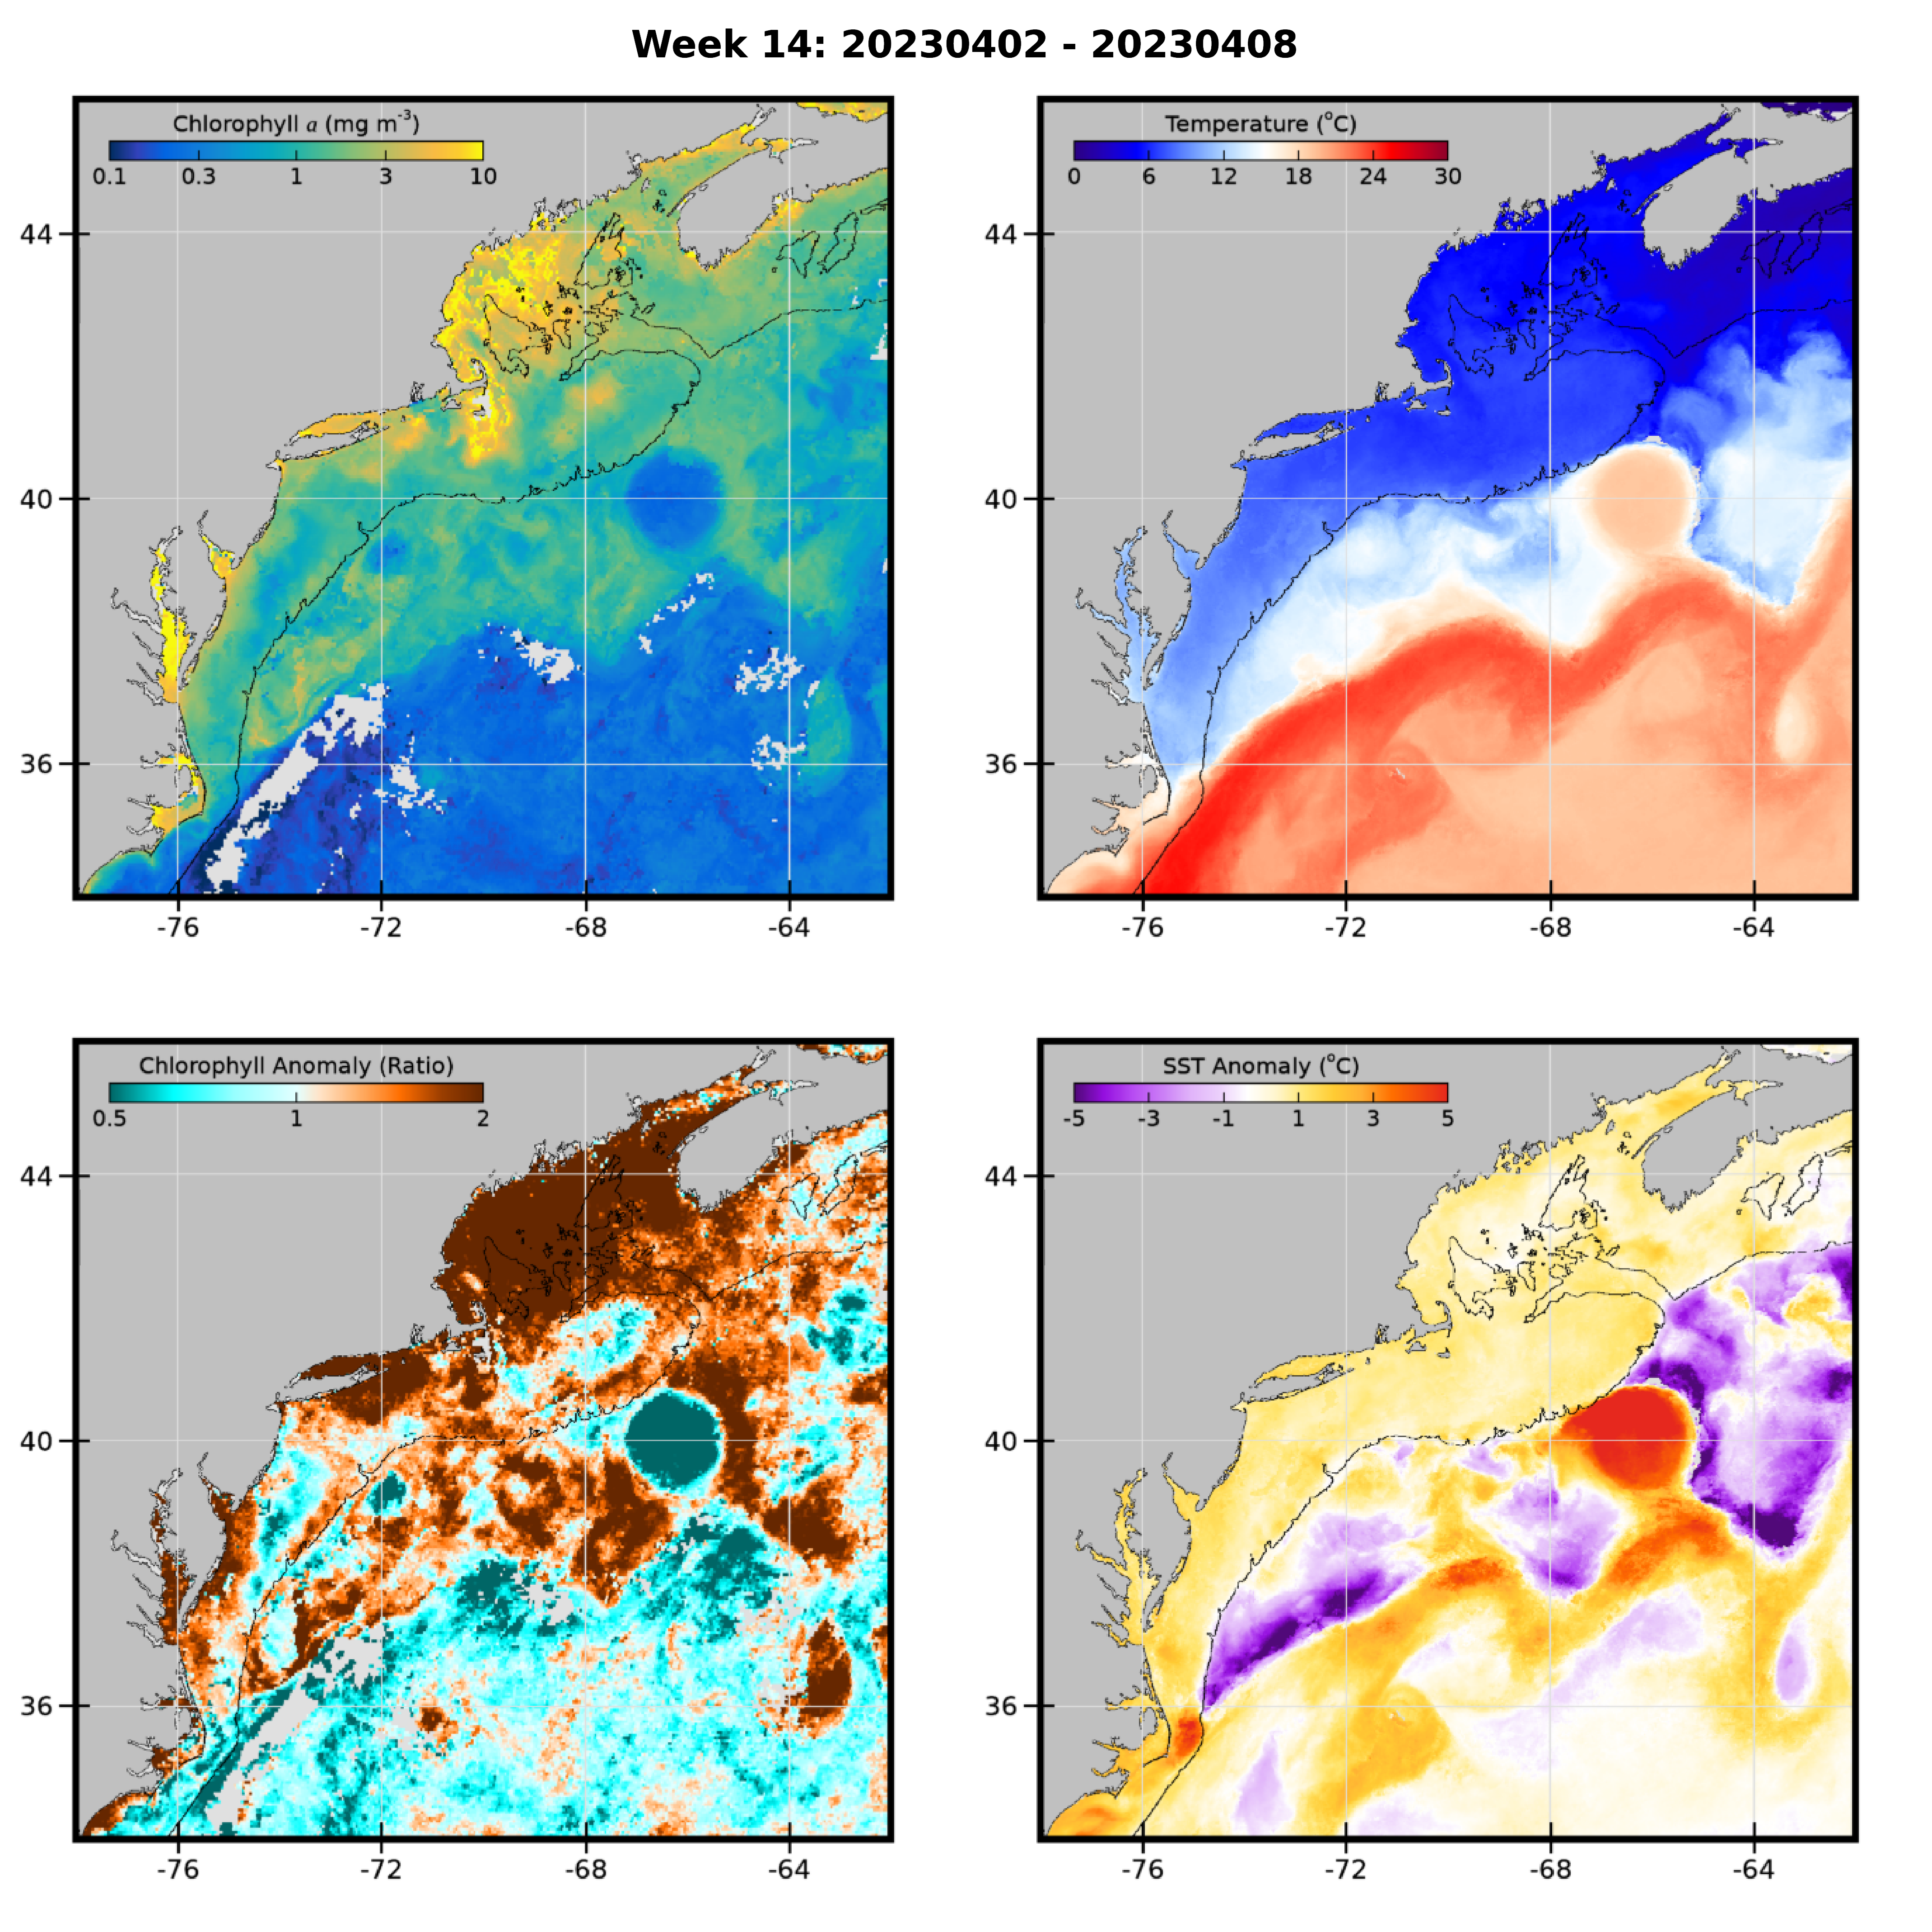 Week 14: 20230402 - 20230408
Chlorophyll a (mg m-3)
0.1 0.3 1 3 10
44
40
36
-76 -72 -68 -64
Temperature (oC)
0 6 12 18 24 30
44
40
36
-76 -72 -68 -64
Chlorophyll Anomaly (Ratio)
0.5 1 2
44
40
36
-76 -72 -68 -64
SST Anomaly (oC)
-5 -3 -1 1 3 5
44
40
36
-76 -72 -68 -64